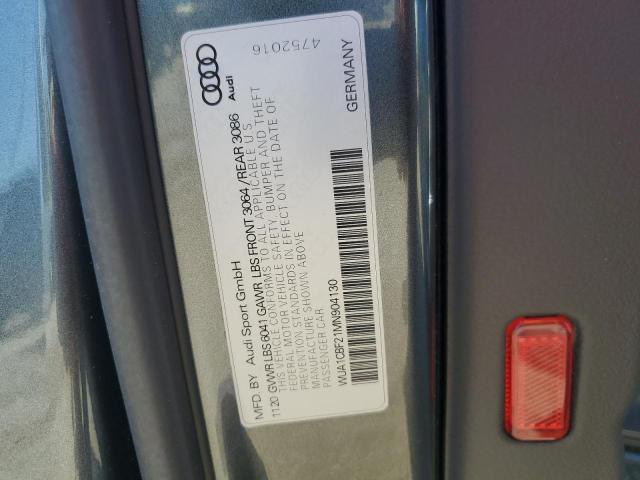 MFD. BY Audi Sport GmbH
1120 GVWR LBS 6041 GAWR LBS FRONT 3064/REAR 3086
THIS VEHICLE CONFORMS TO ALL APPLICABLE U S
FEDERAL MOTOR VEHICLE SAFETY, BUMPER AND THEFT
PREVENTION STANDARDS IN EFFECT ON THE DATE OF
MANUFACTURE SHOWN ABOVE
PASSENGER CAR
WUA1CBF21MN904130
GERMANY
Audi
4752016